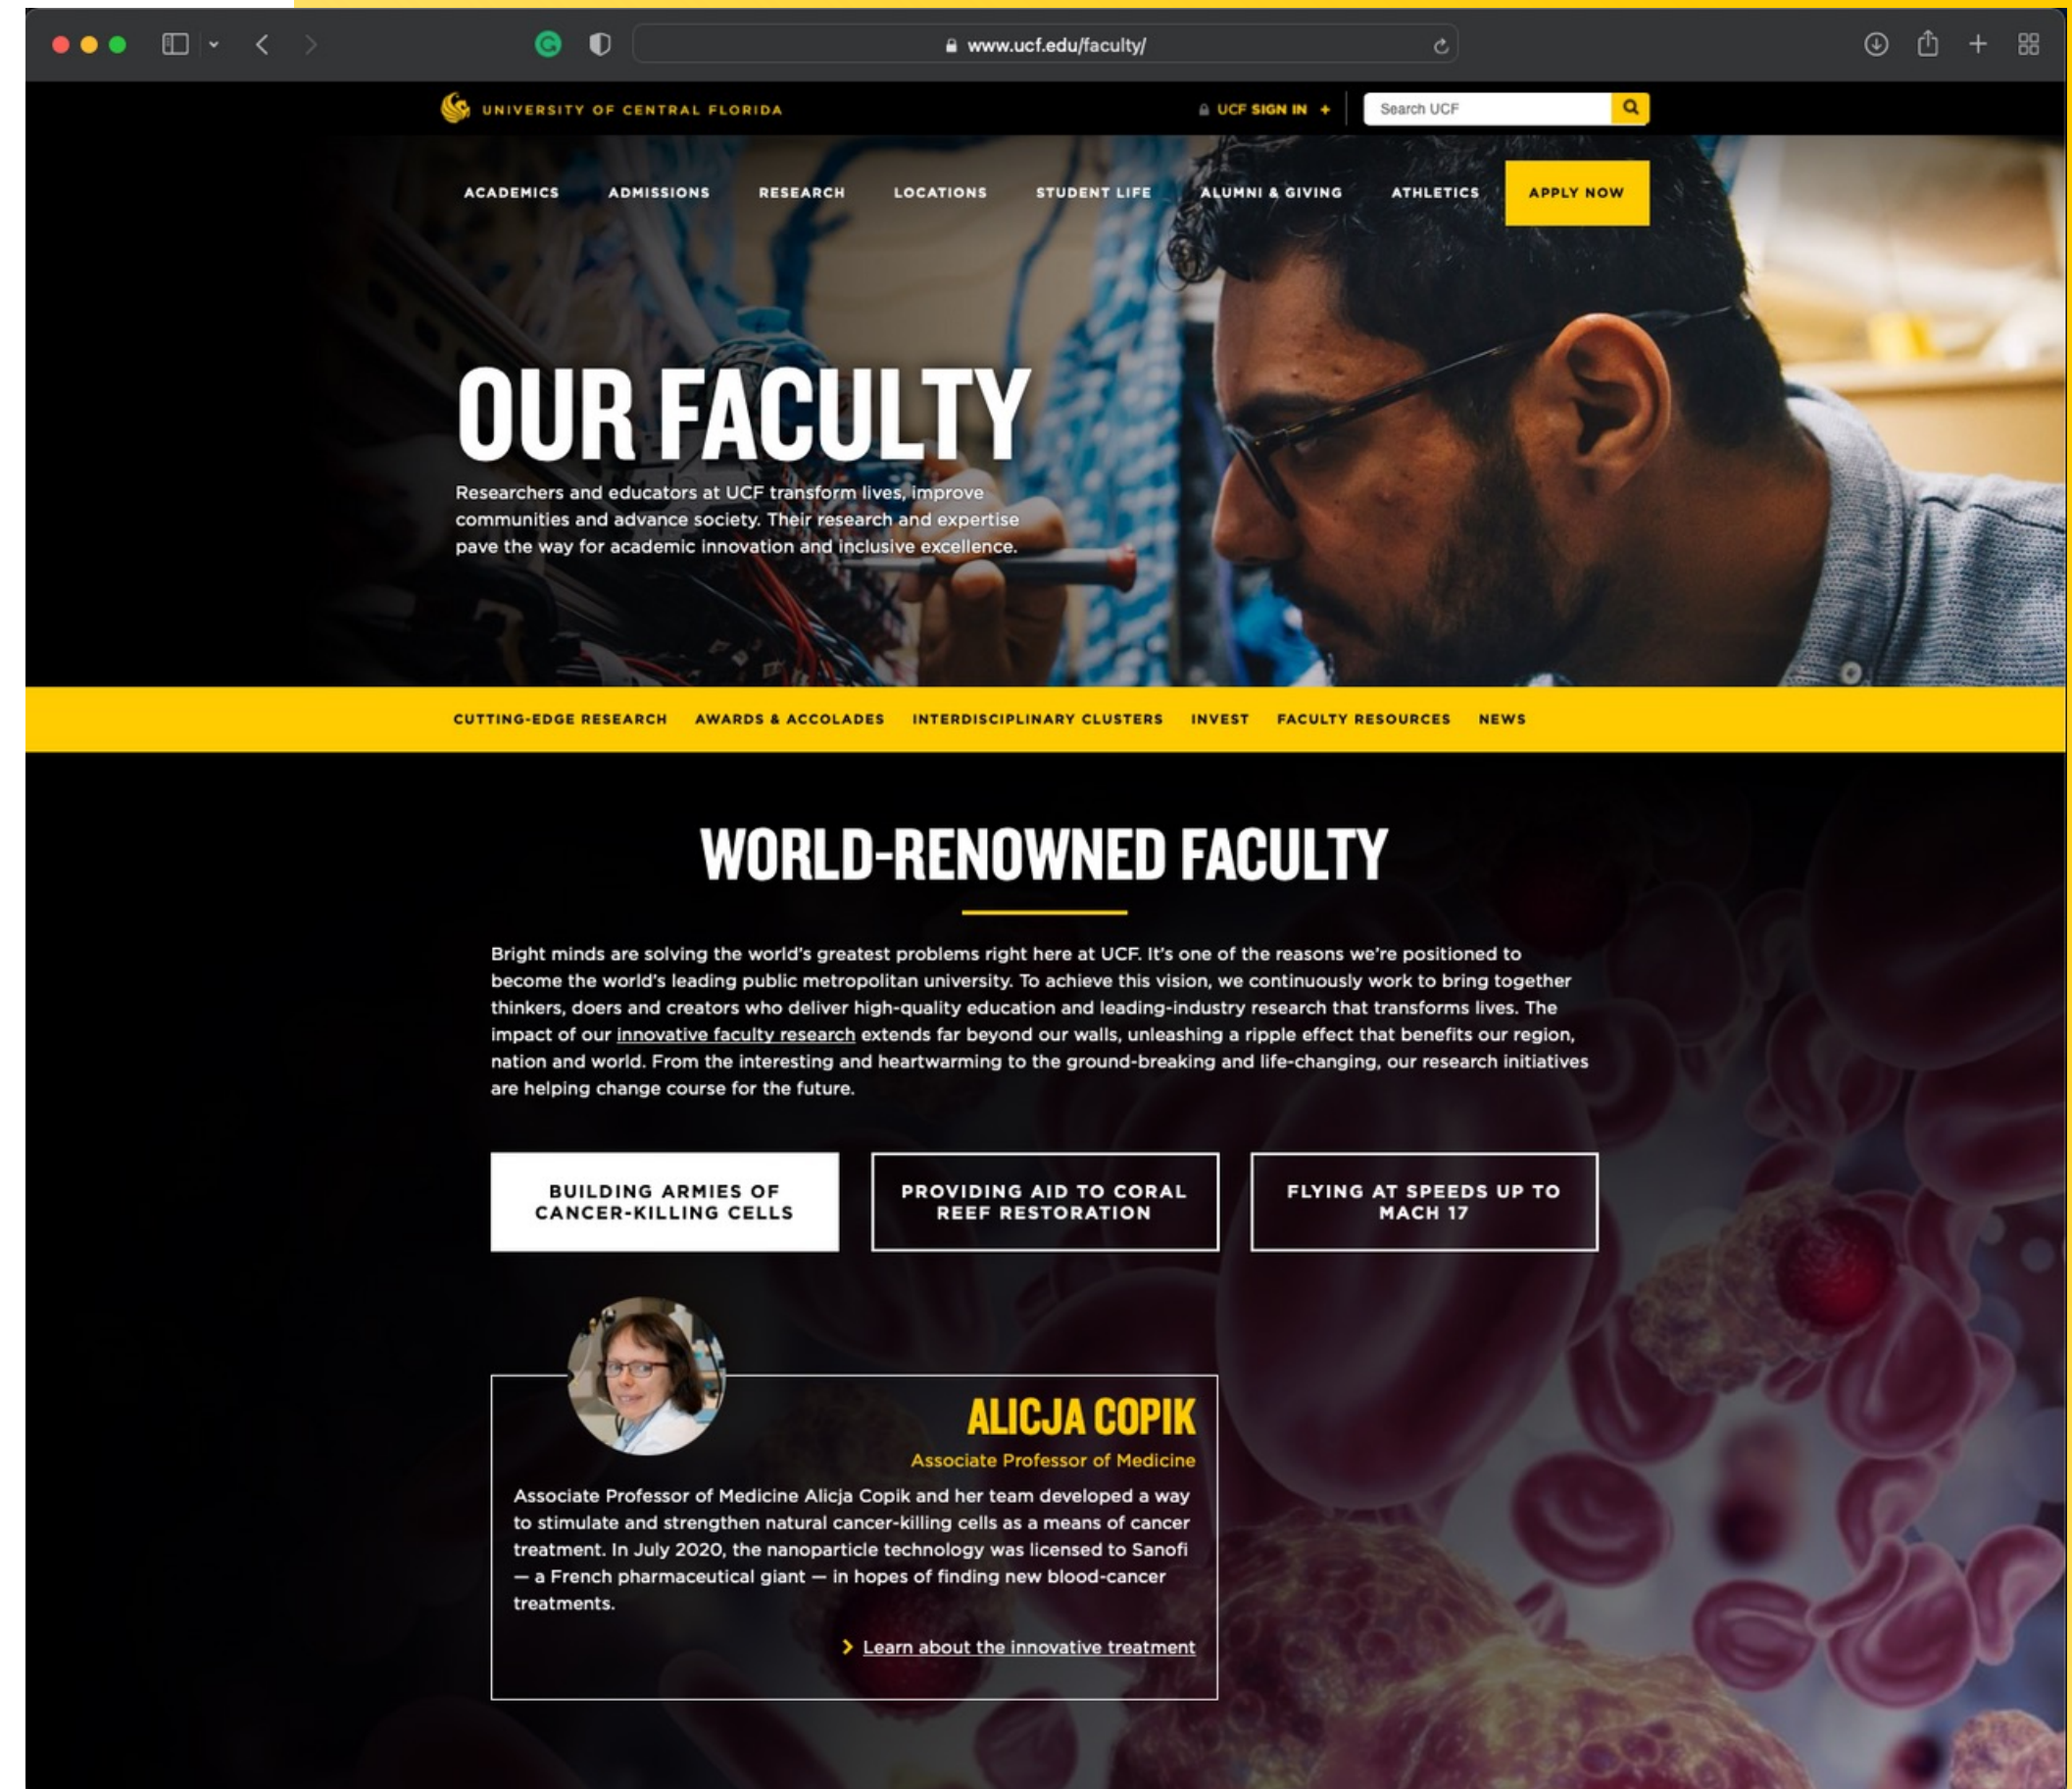 www.ucf.edu/faculty/
UNIVERSITY OF CENTRAL FLORIDA
UCF SIGN IN +
Search UCF
ACADEMICS ADMISSIONS RESEARCH LOCATIONS STUDENT LIFE ALUMNI & GIVING ATHLETICS APPLY NOW
OUR FACULTY
Researchers and educators at UCF transform lives, improve
communities and advance society. Their research and expertise
pave the way for academic innovation and inclusive excellence.
CUTTING-EDGE RESEARCH AWARDS & ACCOLADES INTERDISCIPLINARY CLUSTERS INVEST FACULTY RESOURCES NEWS
WORLD-RENOWNED FACULTY
Bright minds are solving the world's greatest problems right here at UCF. It's one of the reasons we're positioned to
become the world's leading public metropolitan university. To achieve this vision, we continuously work to bring together
thinkers, doers and creators who deliver high-quality education and leading-industry research that transforms lives. The
impact of our innovative faculty research extends far beyond our walls, unleashing a ripple effect that benefits our region,
nation and world. From the interesting and heartwarming to the ground-breaking and life-changing, our research initiatives
are helping change course for the future.
BUILDING ARMIES OF
CANCER-KILLING CELLS
PROVIDING AID TO CORAL
REEF RESTORATION
FLYING AT SPEEDS UP TO
MACH 17
ALICJA COPIK
Associate Professor of Medicine
Associate Professor of Medicine Alicja Copik and her team developed a way
to stimulate and strengthen natural cancer-killing cells as a means of cancer
treatment. In July 2020, the nanoparticle technology was licensed to Sanofi
— a French pharmaceutical giant — in hopes of finding new blood-cancer
treatments.
Learn about the innovative treatment